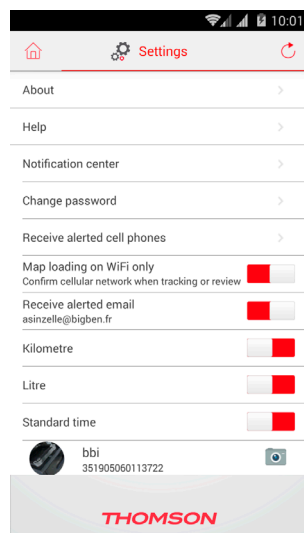 10:01
Settings
About
Help
Notification center
Change password
Receive alerted cell phones
Map loading on WiFi only
Confirm cellular network when tracking or review
Receive alerted email
asinzelle@bigben.fr
Kilometre
Litre
Standard time
bbi
351905060113722
THOMSON